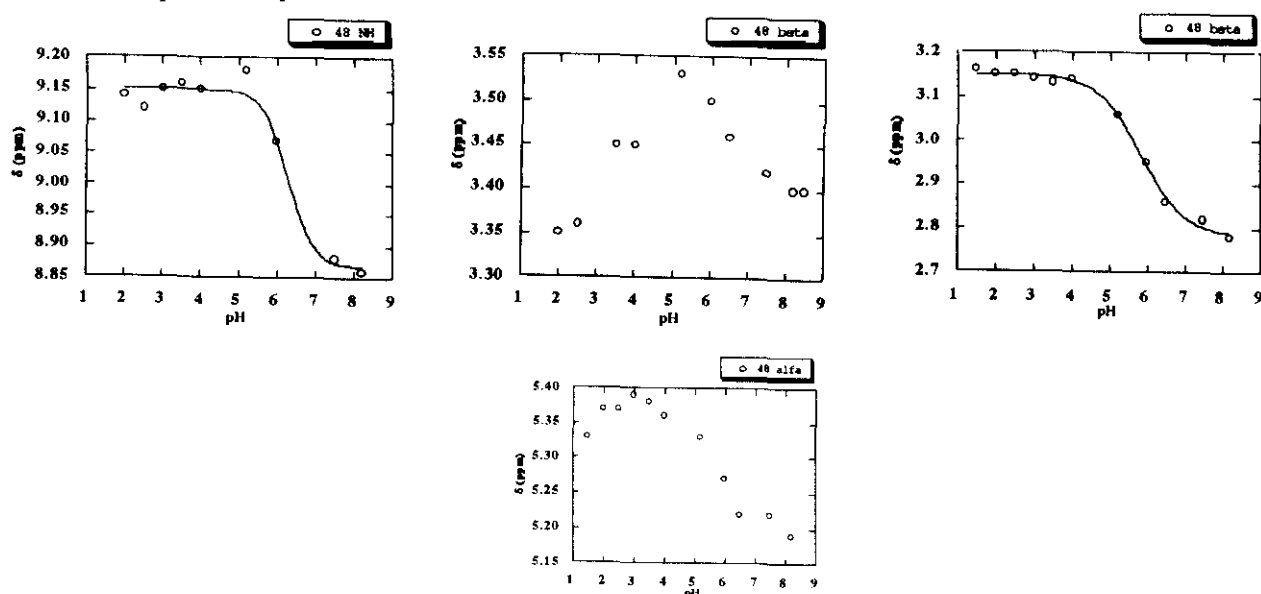 48 NH
9.20
9.15
9.10
9.05
9.00
8.95
8.90
8.85
δ (ppm)
1 2 3 4 5 6 7 8 9
pH
48 beta
3.55
3.50
3.45
3.40
3.35
3.30
δ (ppm)
1 2 3 4 5 6 7 8 9
pH
48 beta
3.2
3.1
3.0
2.9
2.8
2.7
δ (ppm)
1 2 3 4 5 6 7 8 9
pH
48 alfa
5.40
5.35
5.30
5.25
5.20
5.15
δ (ppm)
1 2 3 4 5 6 7 8 9
pH